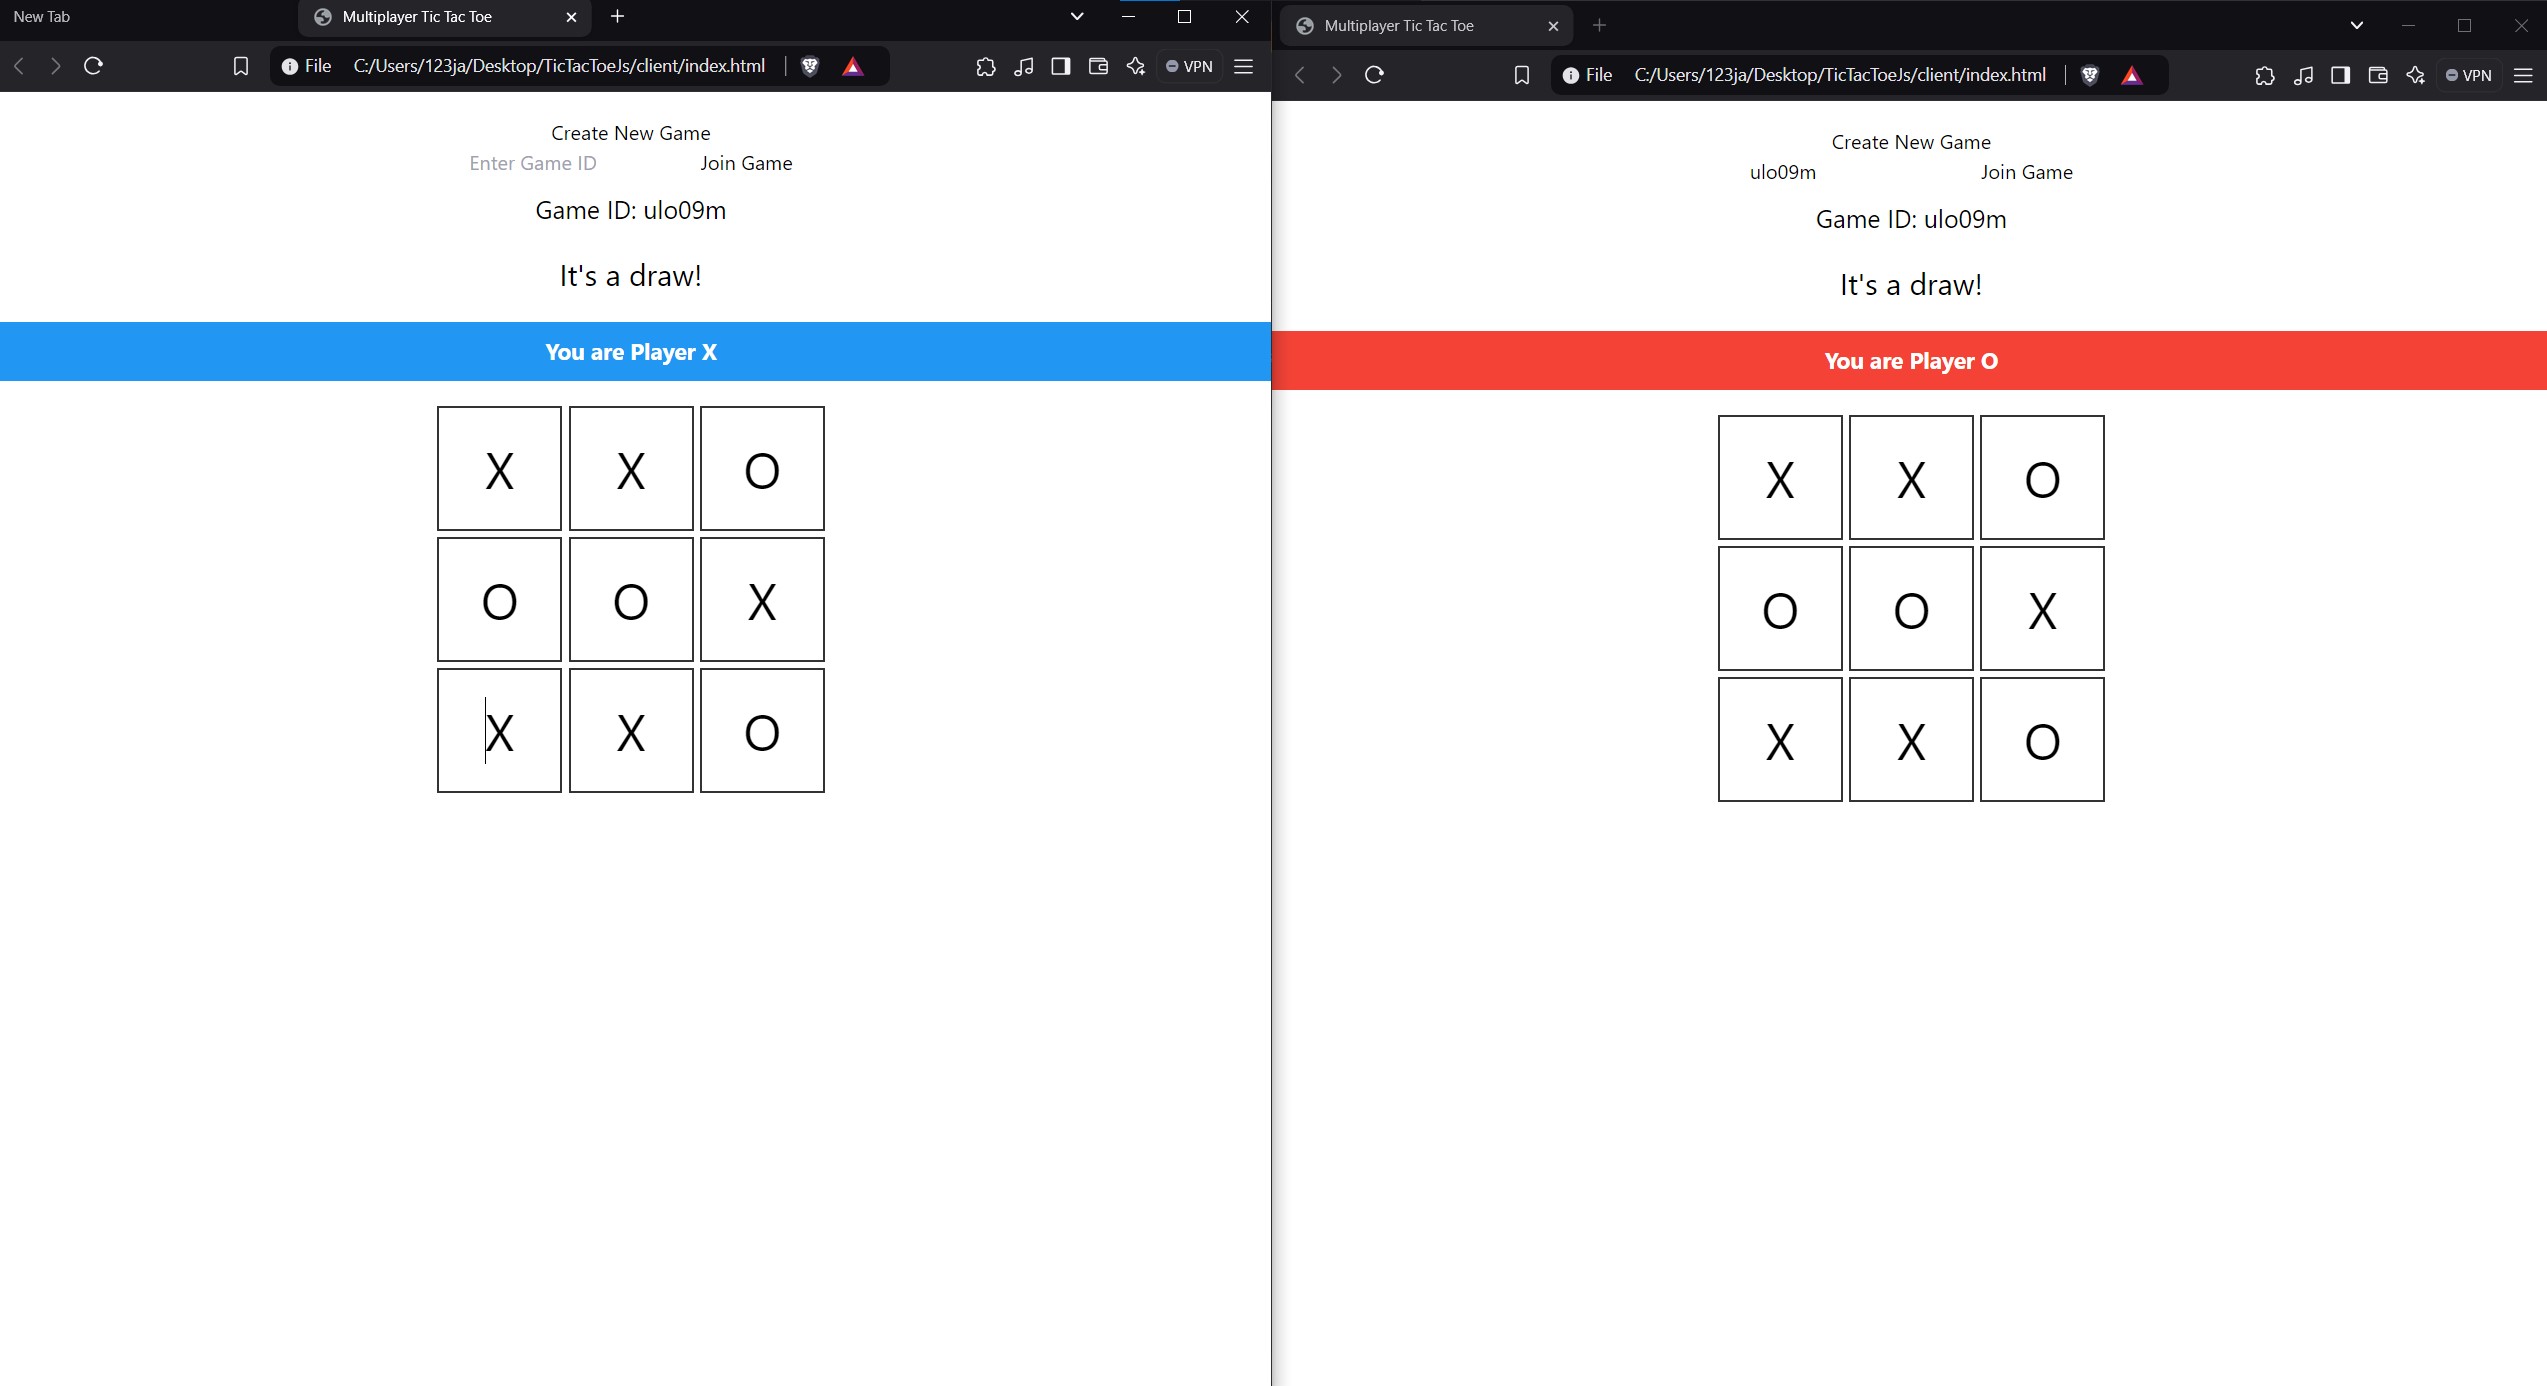 New Tab
Multiplayer Tic Tac Toe
File C:/Users/123ja/Desktop/TicTacToeJs/client/index.html
VPN
Create New Game
Enter Game ID Join Game
Game ID: ulo09m
It's a draw!
You are Player X
X X O
O O X
X X O
Multiplayer Tic Tac Toe
File C:/Users/123ja/Desktop/TicTacToeJs/client/index.html
VPN
Create New Game
ulo09m Join Game
Game ID: ulo09m
It's a draw!
You are Player O
X X O
O O X
X X O